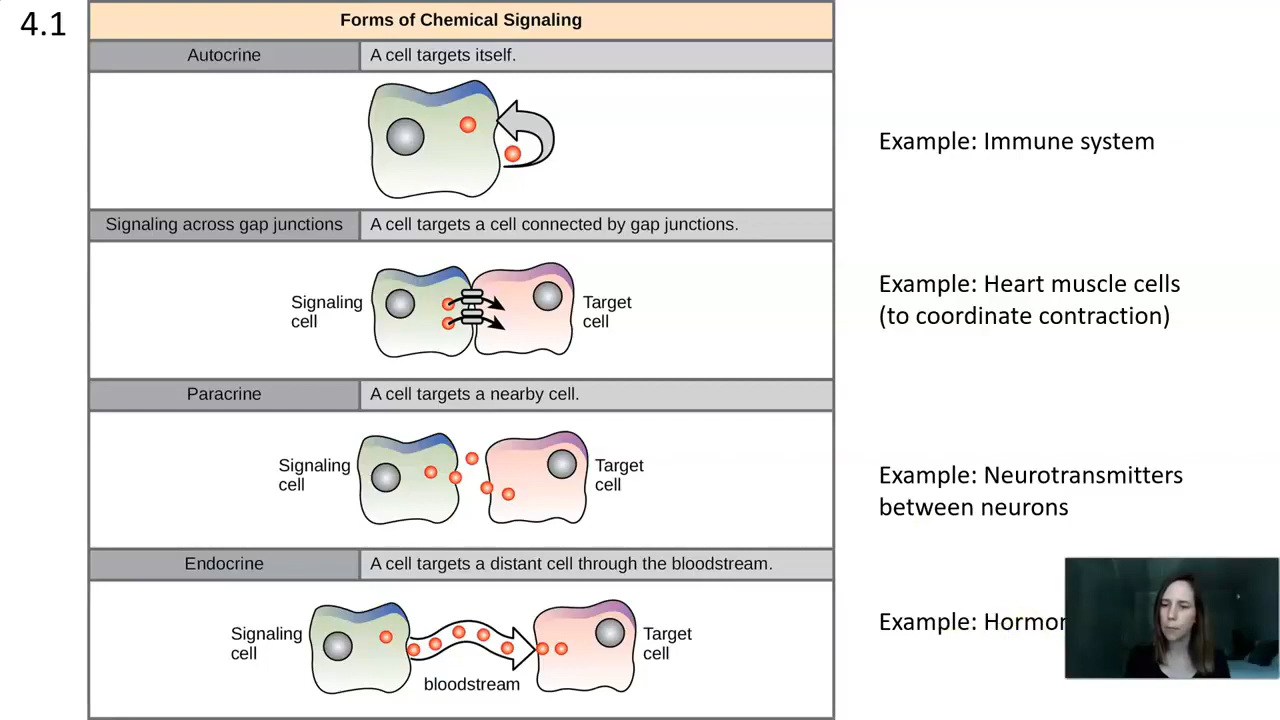 4.1
Forms of Chemical Signaling
Autocrine
A cell targets itself.
Example: Immune system
Signaling across gap junctions
A cell targets a cell connected by gap junctions.
Signaling
cell
Target
cell
Example: Heart muscle cells
(to coordinate contraction)
Paracrine
A cell targets a nearby cell.
Signaling
cell
Target
cell
Example: Neurotransmitters
between neurons
Endocrine
A cell targets a distant cell through the bloodstream.
Signaling
cell
bloodstream
Target
cell
Example: